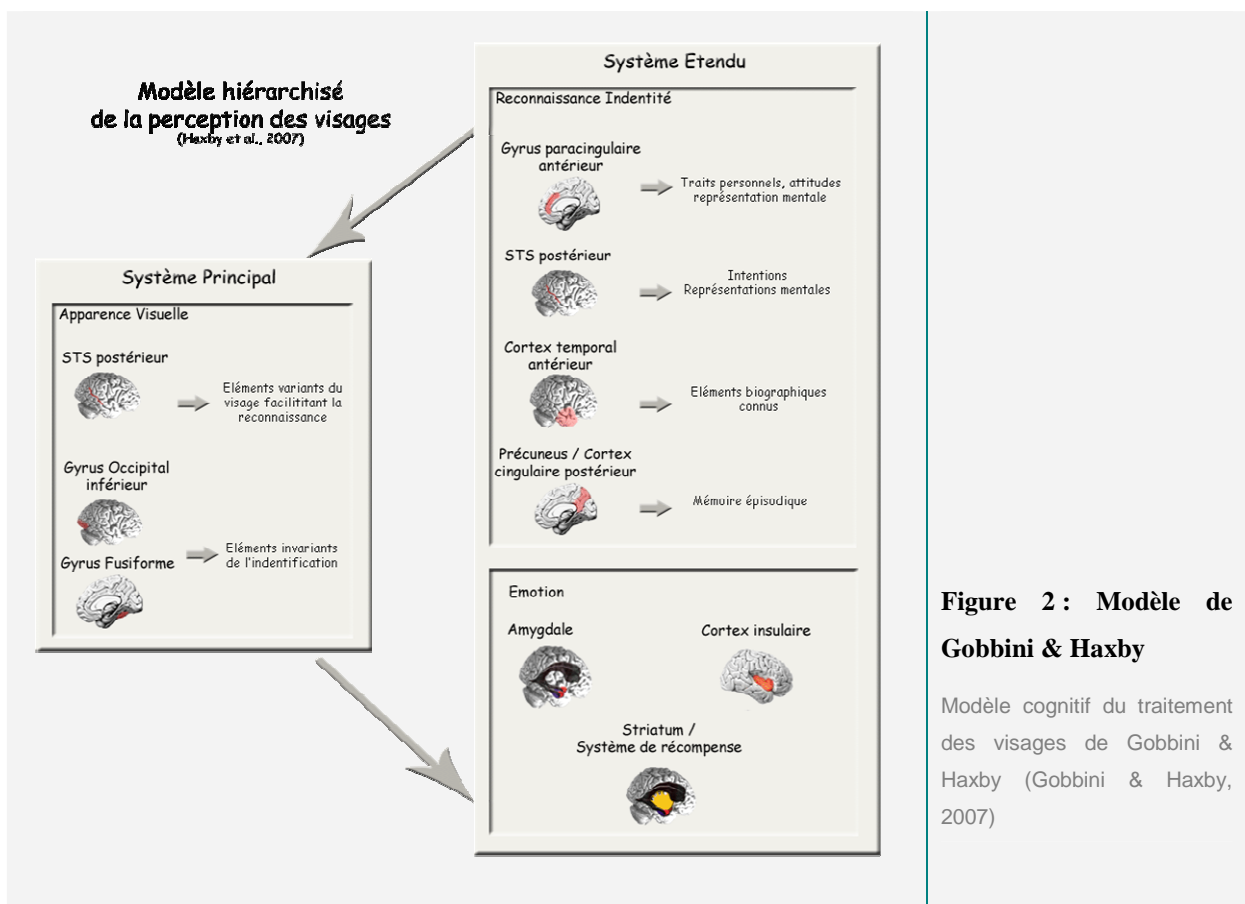 Modèle hiérarchisé
de la perception des visages
(Haxby et al., 2007)
Système Principal
Apparence Visuelle
STS postérieur
Eléments variants du
visage facilititant la
reconnaissance
Gyrus Occipital
inférieur
Gyrus Fusiforme
Eléments invariants
de l'indentification
Système Etendu
Reconnaissance Indentité
Gyrus paracingulaire
antérieur
Traits personnels, attitudes
représentation mentale
STS postérieur
Intentions
Représentations mentales
Cortex temporal
antérieur
Eléments biographiques
connus
Précuneus / Cortex
cingulaire postérieur
Mémoire épisodique
Emotion
Amygdale
Cortex insulaire
Striatum /
Système de récompense
Figure 2 : Modèle de
Gobbini & Haxby
Modèle cognitif du traitement
des visages de Gobbini &
Haxby (Gobbini & Haxby,
2007)